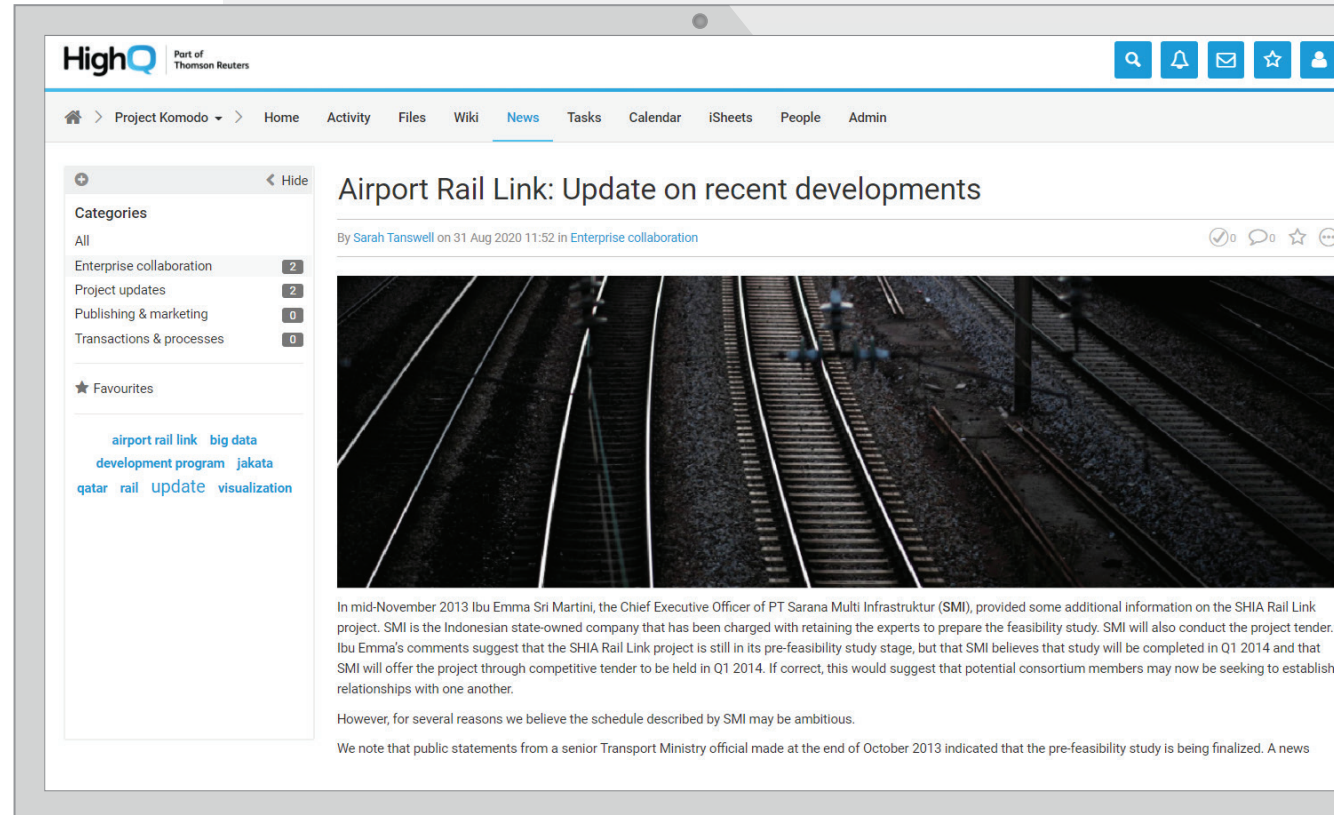 HighQ
Part of
Thomson Reuters
Project Komodo
Home
Activity
Files
Wiki
News
Tasks
Calendar
iSheets
People
Admin
Hide
Categories
All
Enterprise collaboration 2
Project updates 2
Publishing & marketing 0
Transactions & processes 0
Favourites
airport rail link big data
development program jakata
qatar rail update visualization
Airport Rail Link: Update on recent developments
By Sarah Tanswell on 31 Aug 2020 11:52 in Enterprise collaboration
0 0
In mid-November 2013 Ibu Emma Sri Martini, the Chief Executive Officer of PT Sarana Multi Infrastruktur (SMI), provided some additional information on the SHIA Rail Link
project. SMI is the Indonesian state-owned company that has been charged with retaining the experts to prepare the feasibility study. SMI will also conduct the project tender.
Ibu Emma's comments suggest that the SHIA Rail Link project is still in its pre-feasibility study stage, but that SMI believes that study will be completed in Q1 2014 and that
SMI will offer the project through competitive tender to be held in Q1 2014. If correct, this would suggest that potential consortium members may now be seeking to establish
relationships with one another.
However, for several reasons we believe the schedule described by SMI may be ambitious.
We note that public statements from a senior Transport Ministry official made at the end of October 2013 indicated that the pre-feasibility study is being finalized. A news